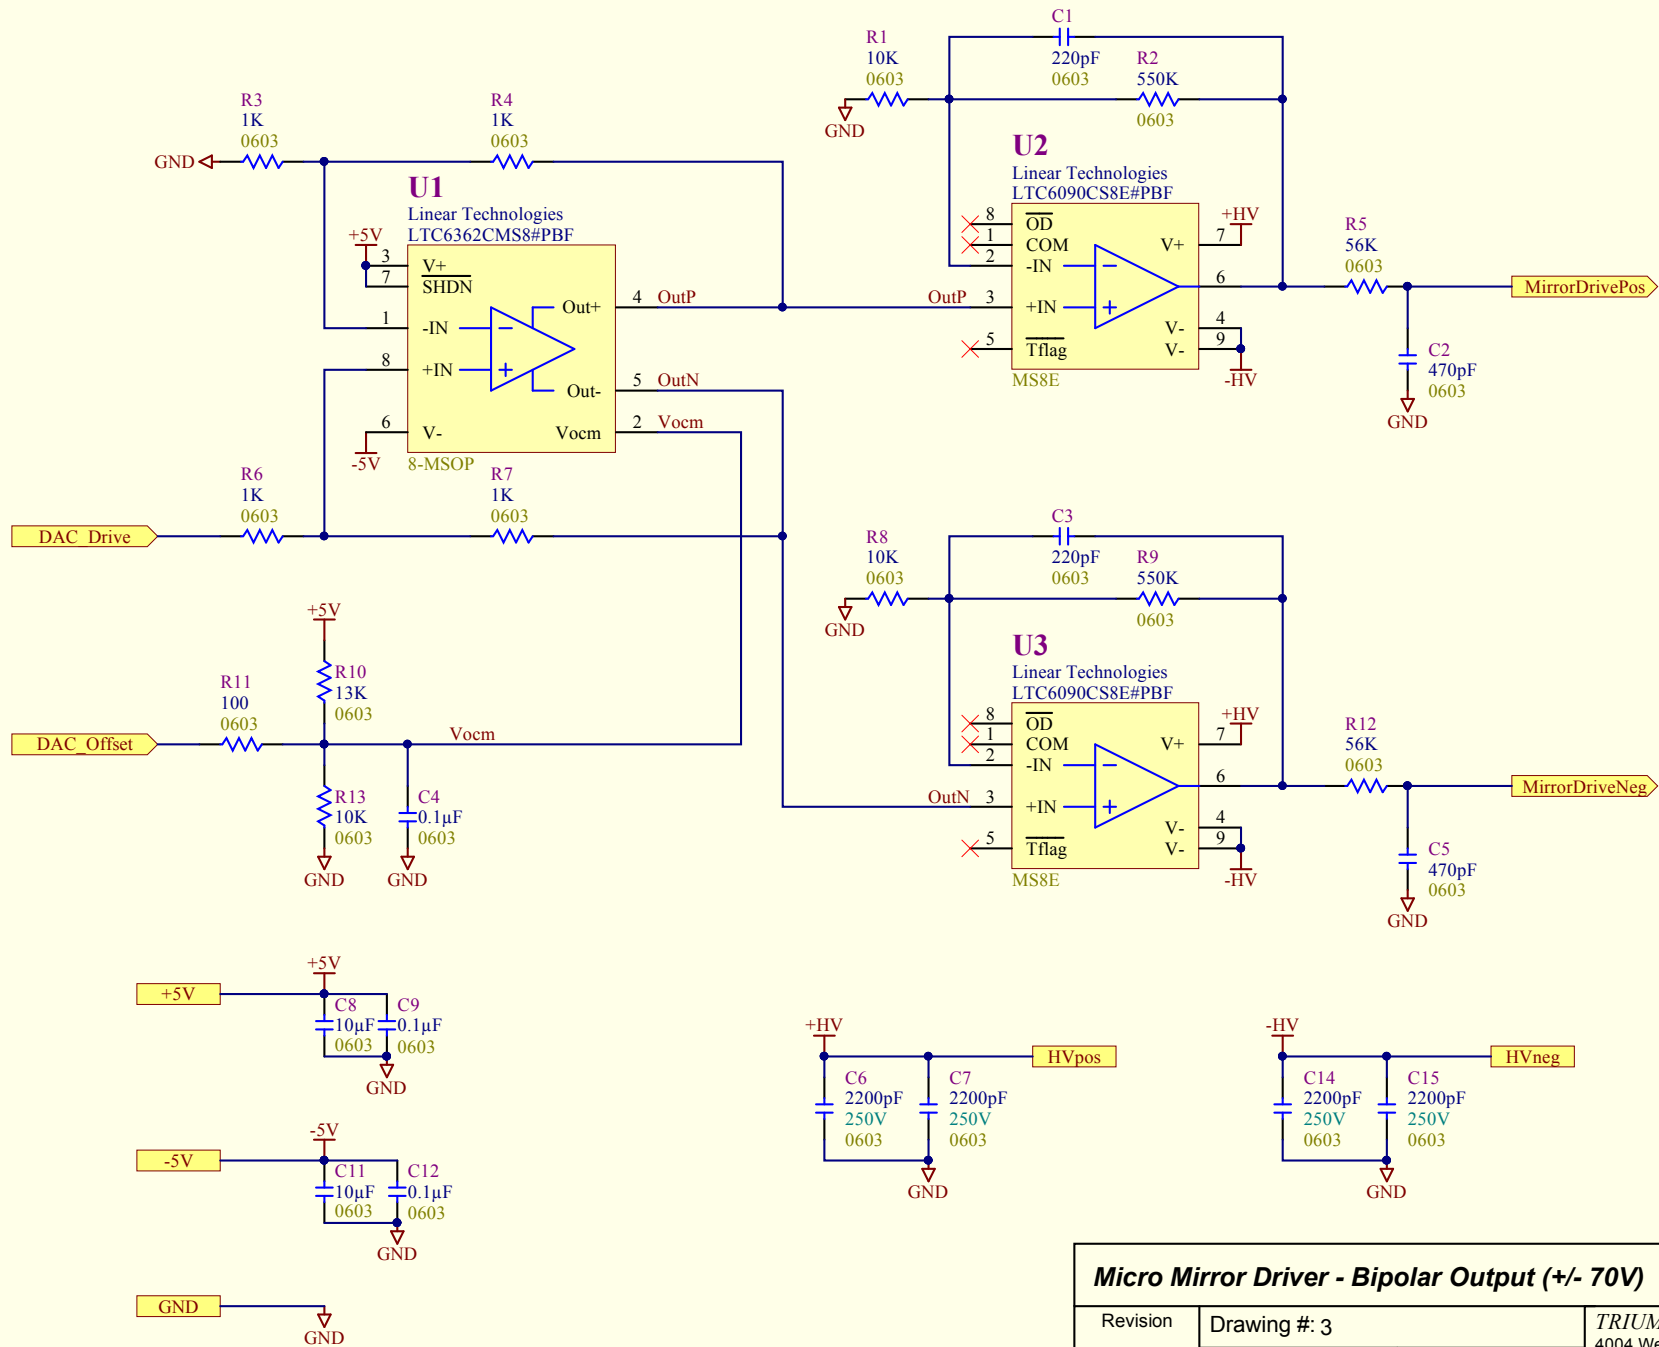 C1
220pF
0603
R1
10K
0603
R2
550K
0603
GND
R3
1K
0603
R4
1K
0603
GND
U1
Linear Technologies
LTC6362CMS8#PBF
+5V
3
V+
7
SHDN
1
-IN
8
+IN
6
V-
-5V
8-MSOP
4
OutP
Out+
5
OutN
Out-
2
Vocm
Vocm
U2
Linear Technologies
LTC6090CS8E#PBF
8
OD
1
COM
2
-IN
OutP
3
+IN
5
Tflag
MS8E
+HV
7
V+
6
4
V-
9
V-
-HV
R5
56K
0603
MirrorDrivePos
C2
470pF
0603
GND
R6
1K
0603
R7
1K
0603
DAC_Drive
C3
220pF
0603
R8
10K
0603
R9
550K
0603
GND
+5V
R10
13K
0603
R11
100
0603
DAC_Offset
Vocm
R13
10K
0603
C4
0.1µF
0603
GND
GND
U3
Linear Technologies
LTC6090CS8E#PBF
8
OD
1
COM
2
-IN
OutN
3
+IN
5
Tflag
MS8E
+HV
7
V+
6
4
V-
9
V-
-HV
R12
56K
0603
MirrorDriveNeg
C5
470pF
0603
GND
+5V
+5V
C8
10µF
0603
C9
0.1µF
0603
GND
+HV
HVpos
C6
2200pF
250V
0603
C7
2200pF
250V
0603
GND
-HV
HVneg
C14
2200pF
250V
0603
C15
2200pF
250V
0603
GND
-5V
-5V
C11
10µF
0603
C12
0.1µF
0603
GND
GND
GND
Micro Mirror Driver - Bipolar Output (+/- 70V)
Revision
Drawing #: 3
TRIUM
4004 We